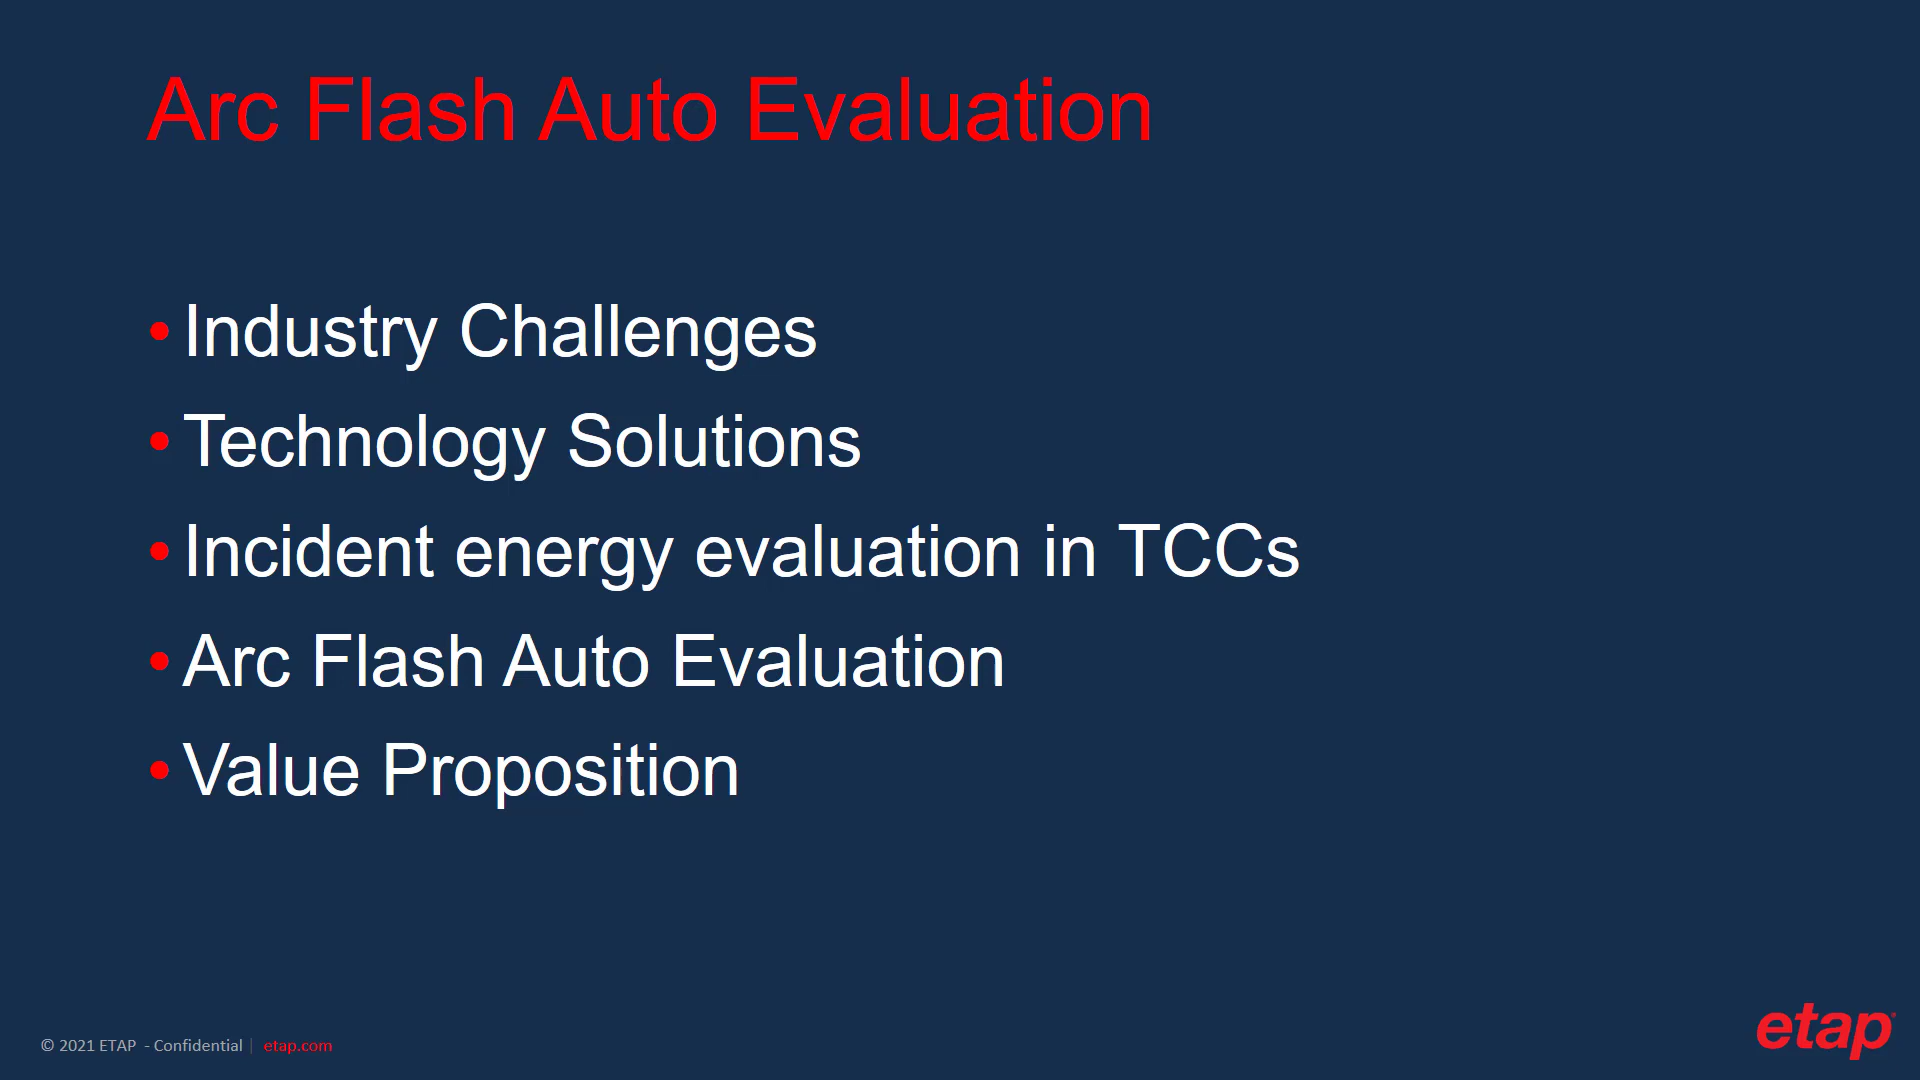 Arc Flash Auto Evaluation
• Industry Challenges
• Technology Solutions
• Incident energy evaluation in TCCs
• Arc Flash Auto Evaluation
• Value Proposition
© 2021 ETAP - Confidential | etap.com
etap